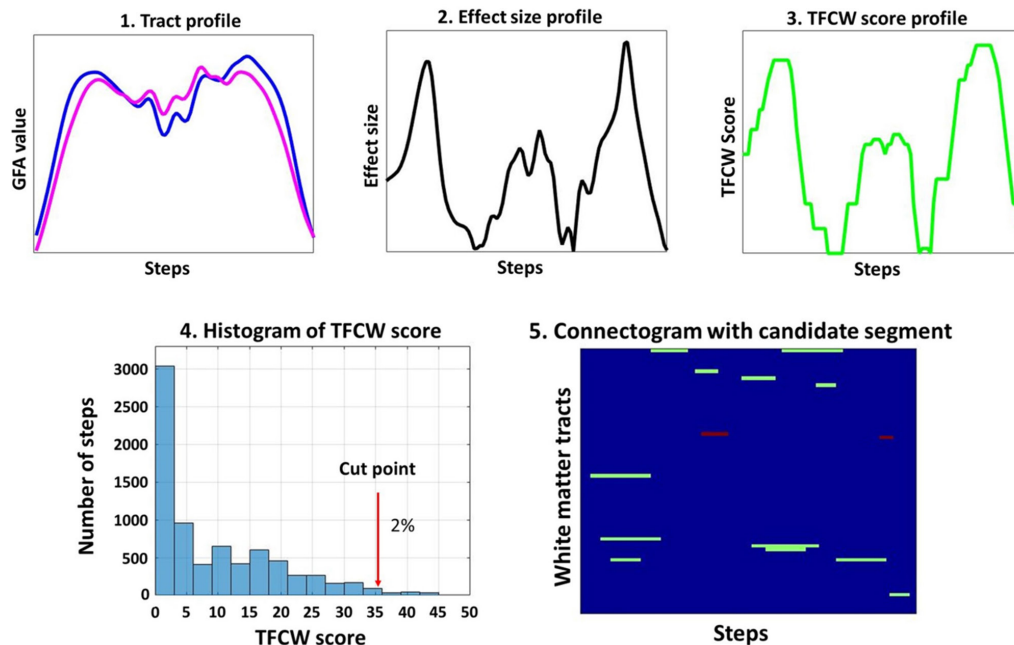 1. Tract profile
GFA value
Steps
2. Effect size profile
Effect size
Steps
3. TFCW score profile
TFCW Score
Steps
4. Histogram of TFCW score
Number of steps
3000
2500
2000
1500
1000
500
0
Cut point
2%
0 5 10 15 20 25 30 35 40 45 50
TFCW score
5. Connectogram with candidate segment
White matter tracts
Steps